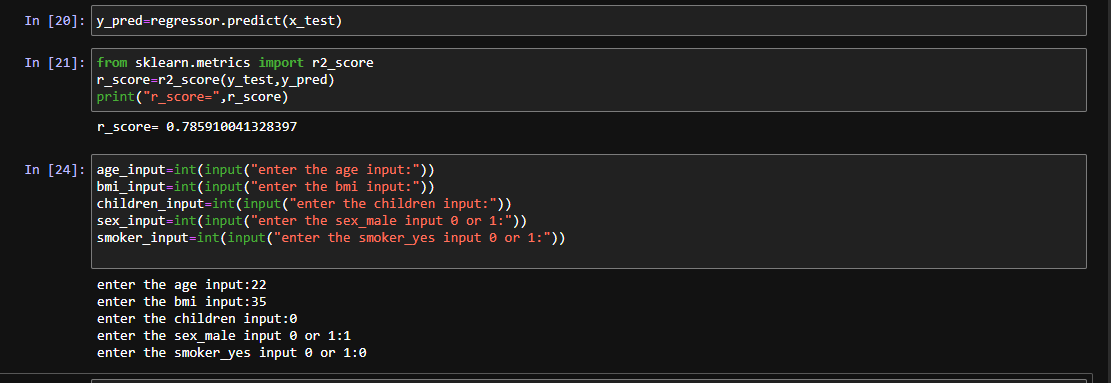 In [20]: y_pred=regressor.predict(x_test)
In [21]: from sklearn.metrics import r2_score
r_score=r2_score(y_test,y_pred)
print("r_score=",r_score)
r_score= 0.785910041328397
In [24]: age_input=int(input("enter the age input:"))
bmi_input=int(input("enter the bmi input:"))
children_input=int(input("enter the children input:"))
sex_input=int(input("enter the sex_male input 0 or 1:"))
smoker_input=int(input("enter the smoker_yes input 0 or 1:"))
enter the age input:22
enter the bmi input:35
enter the children input:0
enter the sex_male input 0 or 1:1
enter the smoker_yes input 0 or 1:0